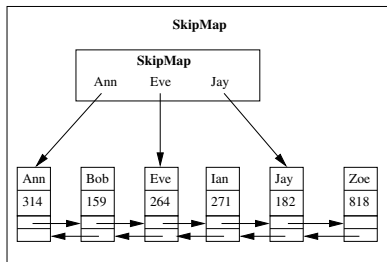 SkipMap
SkipMap
Ann Eve Jay
Ann Bob Eve Ian Jay Zoe
314 159 264 271 182 818